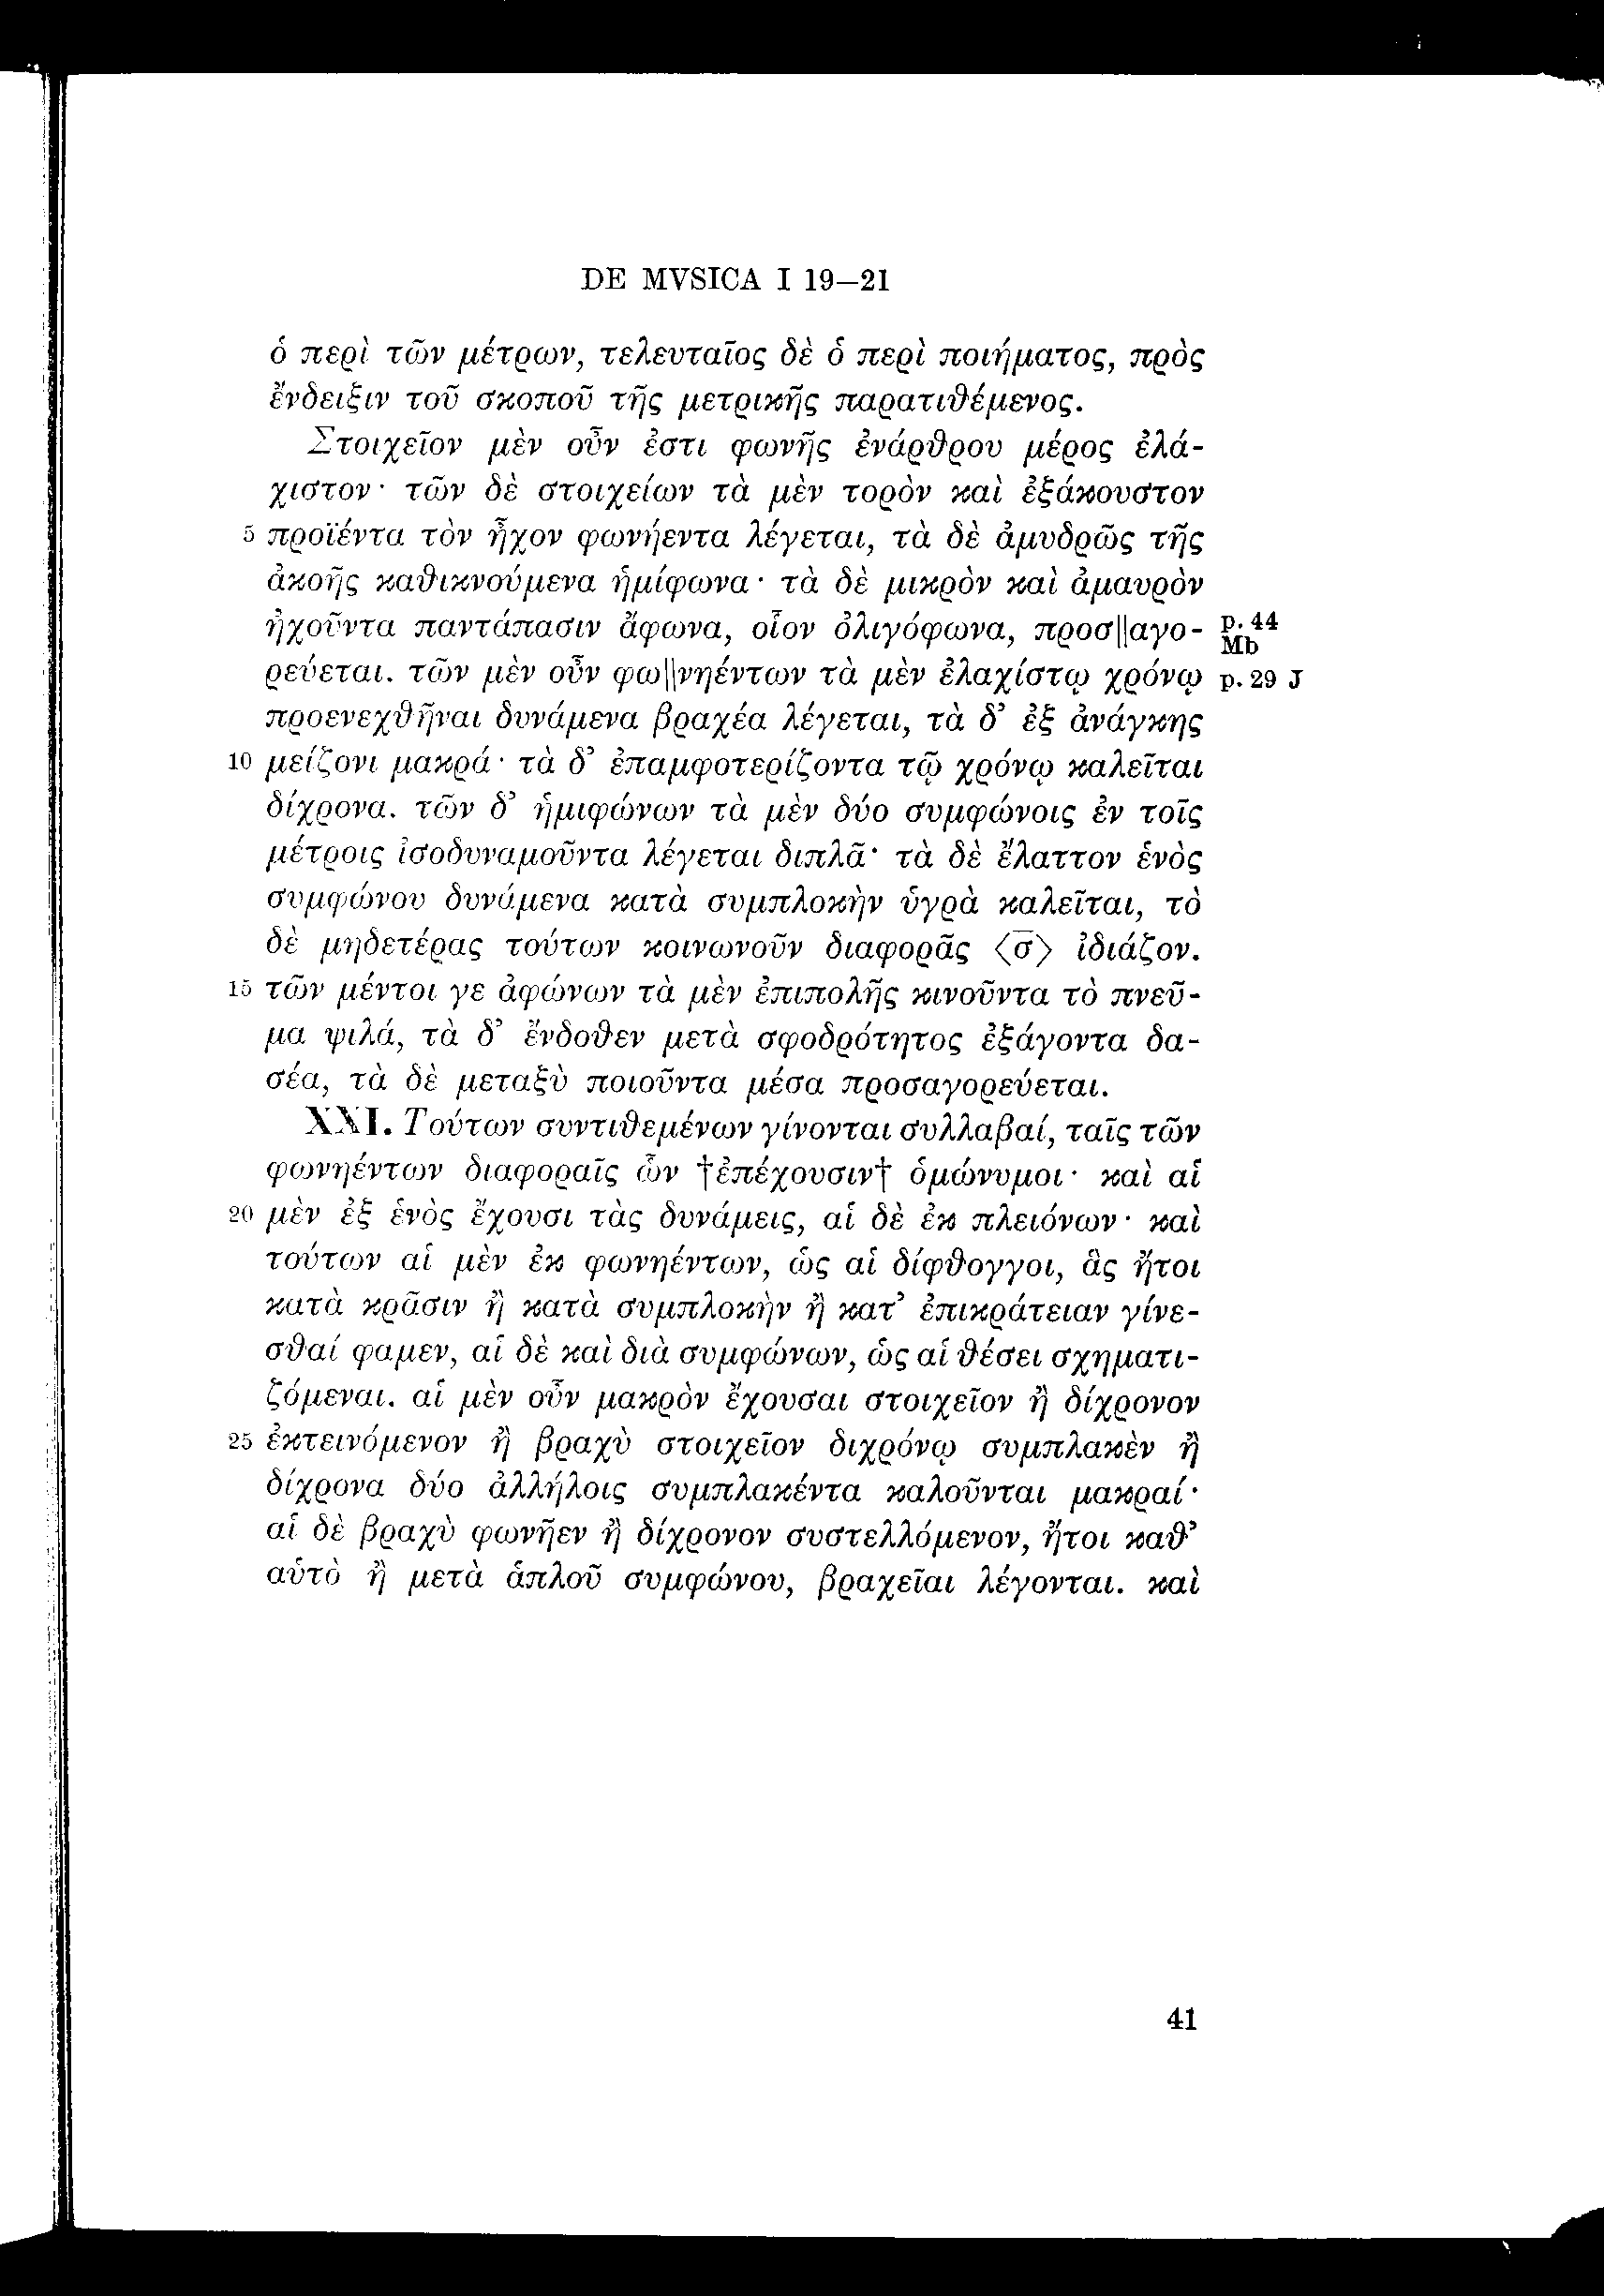 DE MVSICA I 19–21
ὁ περὶ τῶν μέτρων, τελευταῖος δὲ ὁ περὶ ποιήματος, πρὸς
ἔνδειξιν τοῦ σκοποῦ τῆς μετρικῆς παρατιθέμενος.
Στοιχεῖον μὲν οὖν ἐστι φωνῆς ἐνάρθρου μέρος ἐλά-
χιστον· τῶν δὲ στοιχείων τὰ μὲν τορὸν καὶ ἐξάκουστον
5 προϊέντα τὸν ἦχον φωνήεντα λέγεται, τὰ δὲ ἀμυδρῶς τῆς
ἀκοῆς καθικνούμενα ἡμίφωνα· τὰ δὲ μικρὸν καὶ ἀμαυρὸν
ἠχοῦντα παντάπασιν ἄφωνα, οἷον ὀλιγόφωνα, προσ||αγο- p. 44 Mb
ρεύεται. τῶν μὲν οὖν φω||νηέντων τὰ μὲν ἐλαχίστῳ χρόνῳ p. 29 J
προενεχθῆναι δυνάμενα βραχέα λέγεται, τὰ δ’ ἐξ ἀνάγκης
10 μείζονι μακρά· τὰ δ’ ἐπαμφοτερίζοντα τῷ χρόνῳ καλεῖται
δίχρονα. τῶν δ’ ἡμιφώνων τὰ μὲν δύο συμφώνοις ἐν τοῖς
μέτροις ἰσοδυναμοῦντα λέγεται διπλᾶ· τὰ δὲ ἔλαττον ἑνὸς
συμφώνου δυνάμενα κατὰ συμπλοκὴν ὑγρὰ καλεῖται, τὸ
δὲ μηδετέρας τούτων κοινωνοῦν διαφορᾶς ⟨σ̅⟩ ἰδιάζον.
15 τῶν μέντοι γε ἀφώνων τὰ μὲν ἐπιπολῆς κινοῦντα τὸ πνεῦ-
μα ψιλά, τὰ δ’ ἔνδοθεν μετὰ σφοδρότητος ἐξάγοντα δα-
σέα, τὰ δὲ μεταξὺ ποιοῦντα μέσα προσαγορεύεται.
XXI. Τούτων συντιθεμένων γίνονται συλλαβαί, ταῖς τῶν
φωνηέντων διαφοραῖς ὧν †ἐπέχουσιν† ὁμώνυμοι· καὶ αἱ
20 μὲν ἐξ ἑνὸς ἔχουσι τὰς δυνάμεις, αἱ δὲ ἐκ πλειόνων· καὶ
τούτων αἱ μὲν ἐκ φωνηέντων, ὡς αἱ δίφθογγοι, ἃς ἤτοι
κατὰ κρᾶσιν ἢ κατὰ συμπλοκὴν ἢ κατ’ ἐπικράτειαν γίνε-
σθαί φαμεν, αἱ δὲ καὶ διὰ συμφώνων, ὡς αἱ θέσει σχηματι-
ζόμεναι. αἱ μὲν οὖν μακρὸν ἔχουσαι στοιχεῖον ἢ δίχρονον
25 ἐκτεινόμενον ἢ βραχὺ στοιχεῖον διχρόνῳ συμπλακὲν ἢ
δίχρονα δύο ἀλλήλοις συμπλακέντα καλοῦνται μακραί·
αἱ δὲ βραχὺ φωνῆεν ἢ δίχρονον συστελλόμενον, ἤτοι καθ’
αὑτὸ ἢ μετὰ ἁπλοῦ συμφώνου, βραχεῖαι λέγονται. καὶ
41